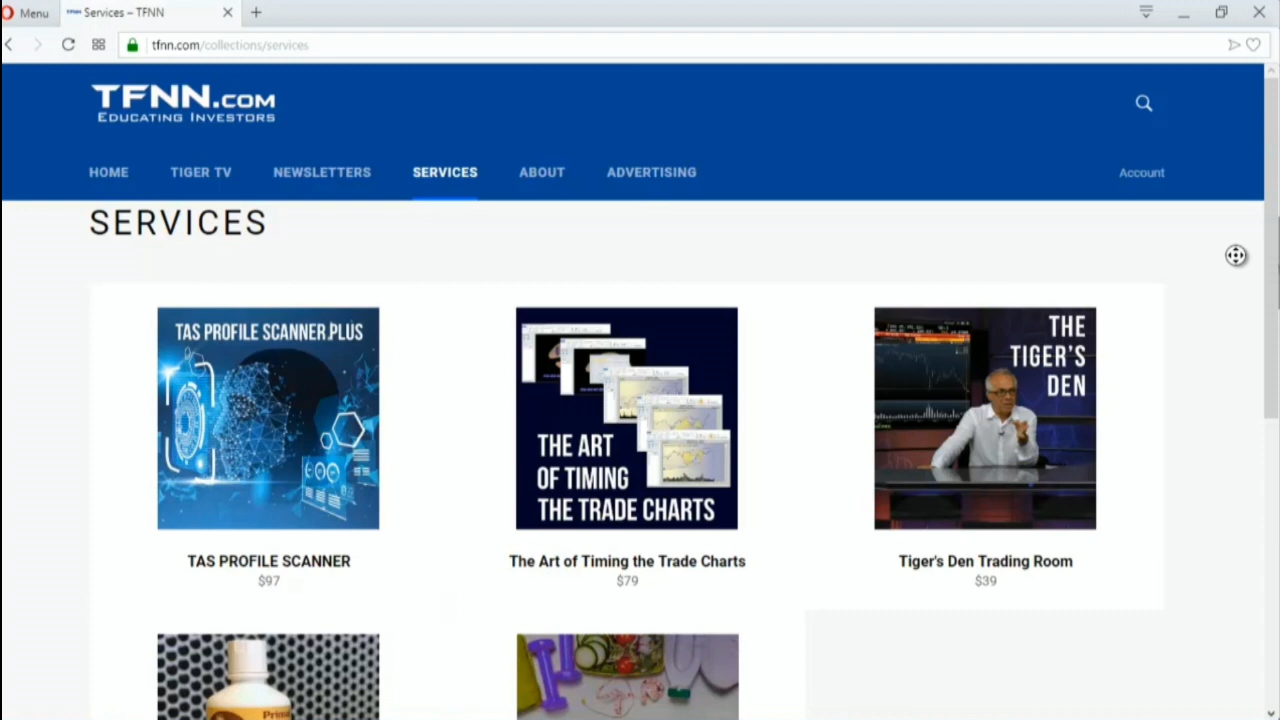 Menu
TFNN Services – TFNN
tfnn.com/collections/services
TFNN.COM
EDUCATING INVESTORS
HOME TIGER TV NEWSLETTERS SERVICES ABOUT ADVERTISING Account
SERVICES
TAS PROFILE SCANNER PLUS
THE ART
OF TIMING
THE TRADE CHARTS
THE
TIGER'S
DEN
TAS PROFILE SCANNER
$97
The Art of Timing the Trade Charts
$79
Tiger's Den Trading Room
$39